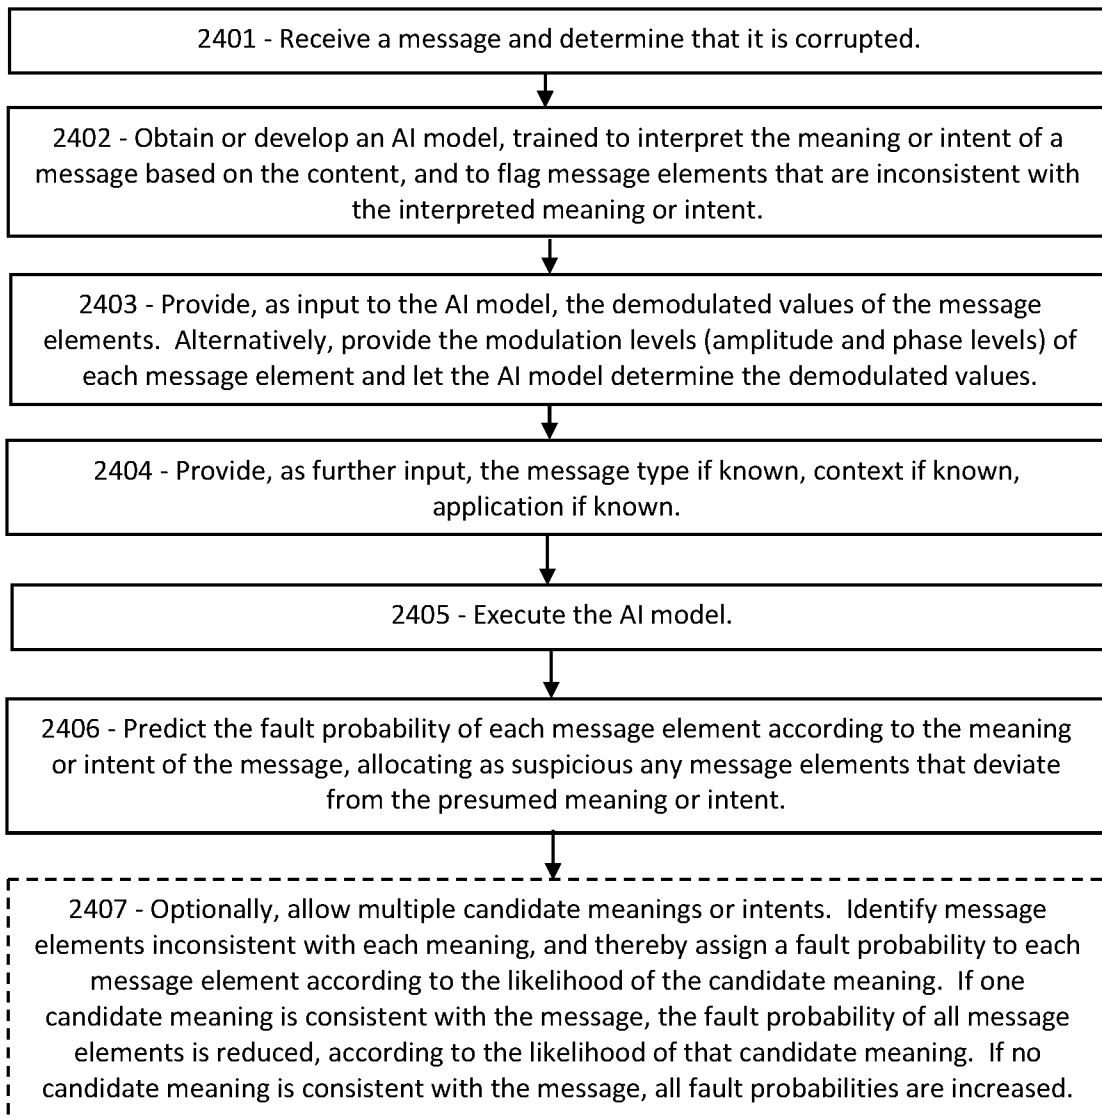 2401 - Receive a message and determine that it is corrupted.
2402 - Obtain or develop an AI model, trained to interpret the meaning or intent of a
message based on the content, and to flag message elements that are inconsistent with
the interpreted meaning or intent.
2403 - Provide, as input to the AI model, the demodulated values of the message
elements.  Alternatively, provide the modulation levels (amplitude and phase levels) of
each message element and let the AI model determine the demodulated values.
2404 - Provide, as further input, the message type if known, context if known,
application if known.
2405 - Execute the AI model.
2406 - Predict the fault probability of each message element according to the meaning
or intent of the message, allocating as suspicious any message elements that deviate
from the presumed meaning or intent.
2407 - Optionally, allow multiple candidate meanings or intents.  Identify message
elements inconsistent with each meaning, and thereby assign a fault probability to each
message element according to the likelihood of the candidate meaning.  If one
candidate meaning is consistent with the message, the fault probability of all message
elements is reduced, according to the likelihood of that candidate meaning.  If no
candidate meaning is consistent with the message, all fault probabilities are increased.